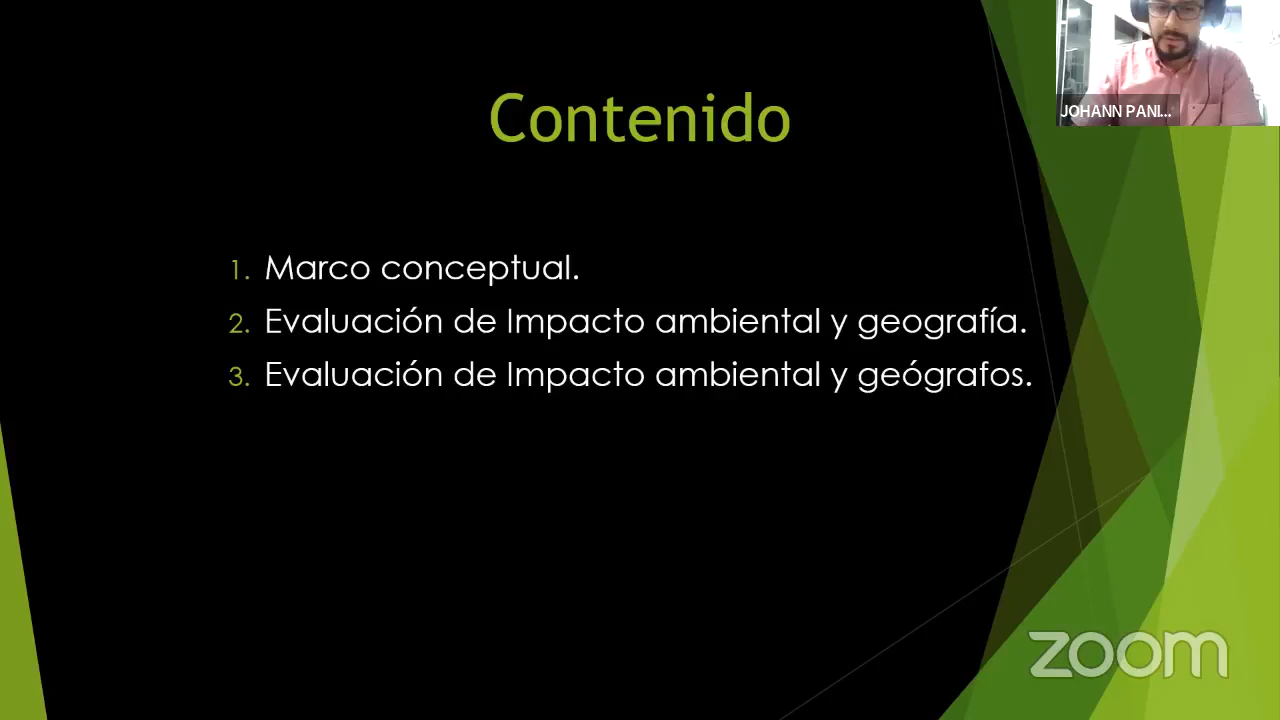 Contenido
JOHANN PANI...
1. Marco conceptual.
2. Evaluación de Impacto ambiental y geografía.
3. Evaluación de Impacto ambiental y geógrafos.
zoom